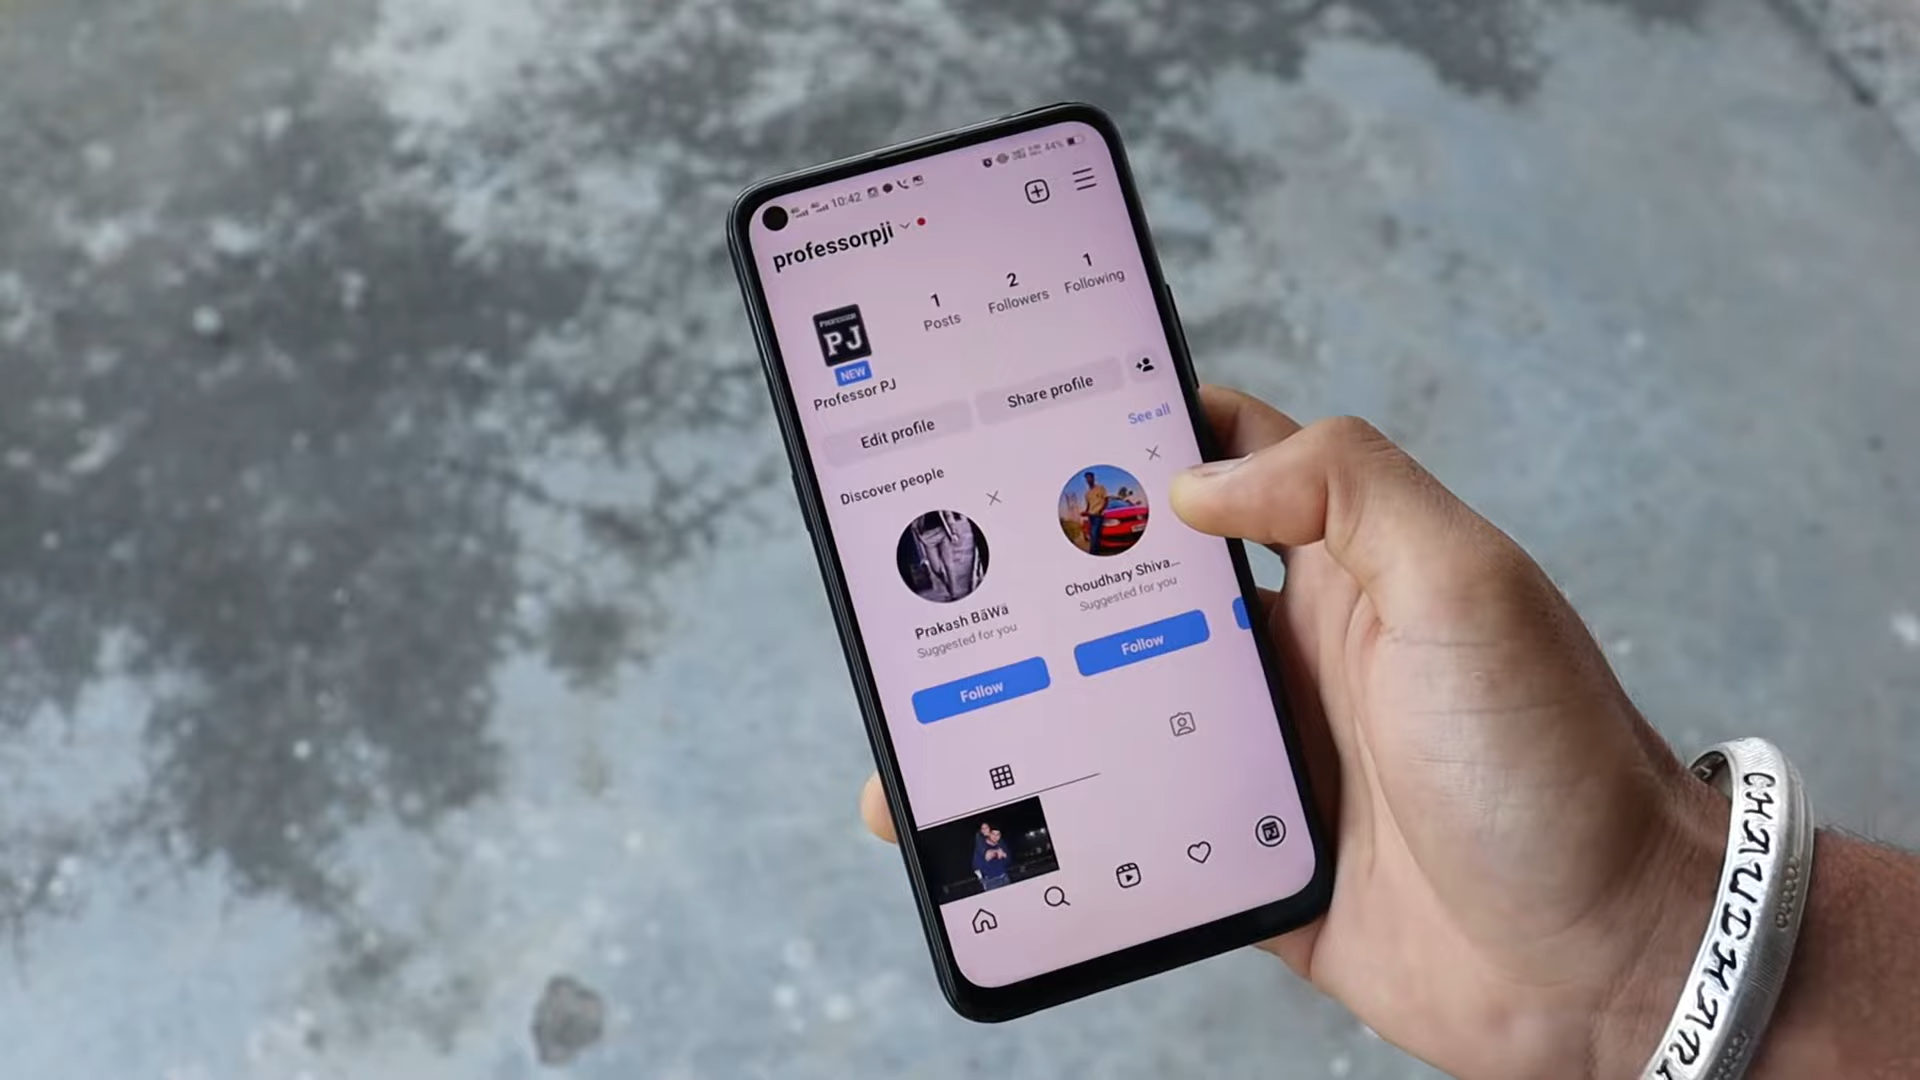 10:42
44%
professorpji
1
Posts
2
Followers
1
Following
PROFESSOR
PJ
NEW
Professor PJ
Edit profile
Share profile
See all
Discover people
Prakash BāWa
Suggested for you
Follow
Choudhary Shiva...
Suggested for you
Follow